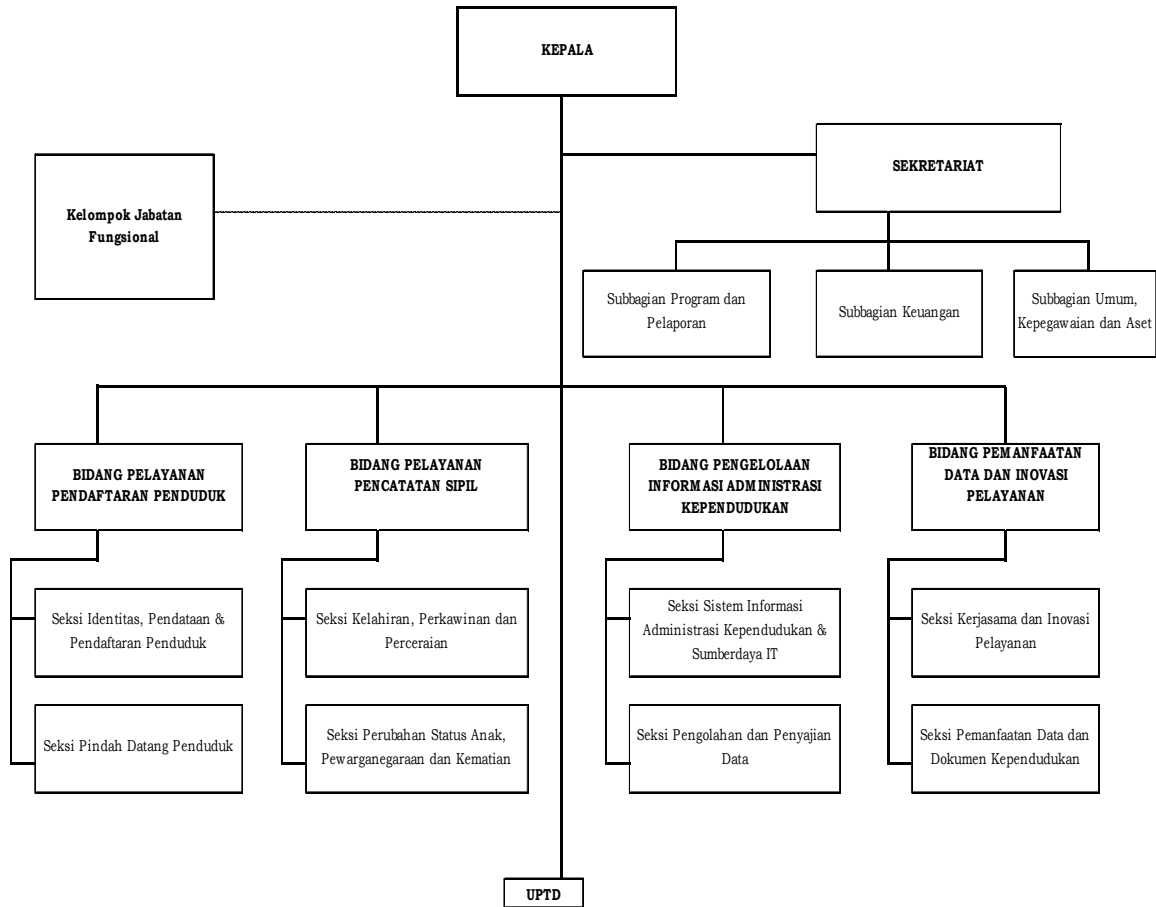 KEPALA
SEKRETARIAT
Kelompok Jabatan
Fungsional
Subbagian Program dan
Pelaporan
Subbagian Keuangan
Subbagian Umum,
Kepegawaian dan Aset
BIDANG PELAYANAN
PENDAFTARAN PENDUDUK
BIDANG PELAYANAN
PENCATATAN SIPIL
BIDANG PENGELOLAAN
INFORMASI ADMINISTRASI
KEPENDUDUKAN
BIDANG PEMANFAATAN
DATA DAN INOVASI
PELAYANAN
Seksi Identitas, Pendataan &
Pendaftaran Penduduk
Seksi Kelahiran, Perkawinan dan
Perceraian
Seksi Sistem Informasi
Administrasi Kependudukan &
Sumberdaya IT
Seksi Kerjasama dan Inovasi
Pelayanan
Seksi Pindah Datang Penduduk
Seksi Perubahan Status Anak,
Pewarganegaraan dan Kematian
Seksi Pengolahan dan Penyajian
Data
Seksi Pemanfaatan Data dan
Dokumen Kependudukan
UPTD